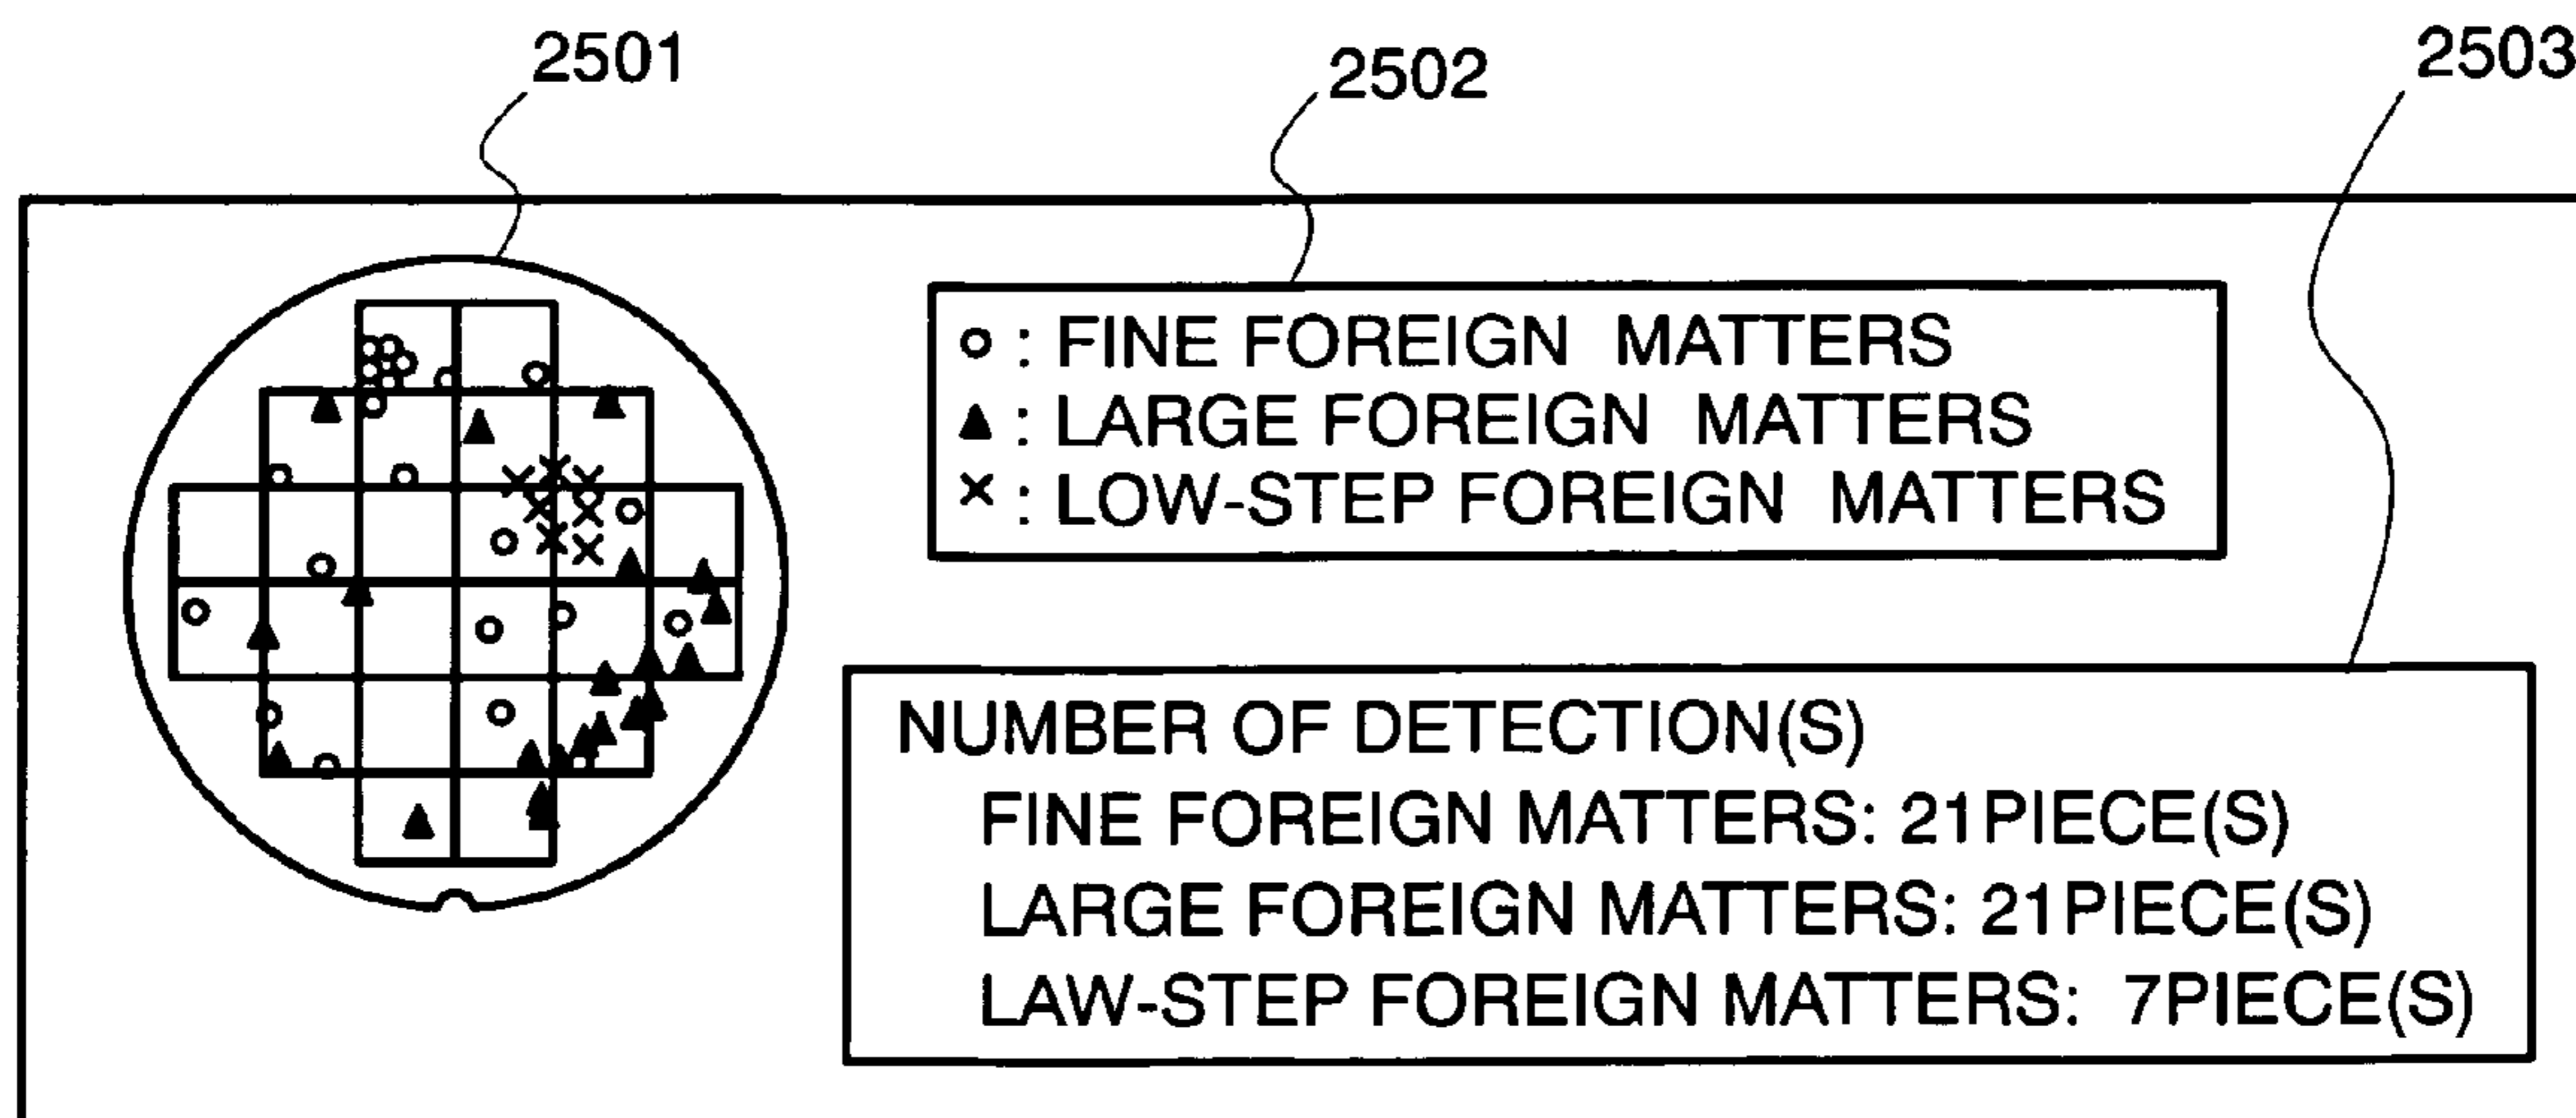 2501
2502
2503
o : FINE FOREIGN MATTERS
▲ : LARGE FOREIGN MATTERS
× : LOW-STEP FOREIGN MATTERS
NUMBER OF DETECTION(S)
FINE FOREIGN MATTERS: 21PIECE(S)
LARGE FOREIGN MATTERS: 21PIECE(S)
LAW-STEP FOREIGN MATTERS: 7PIECE(S)